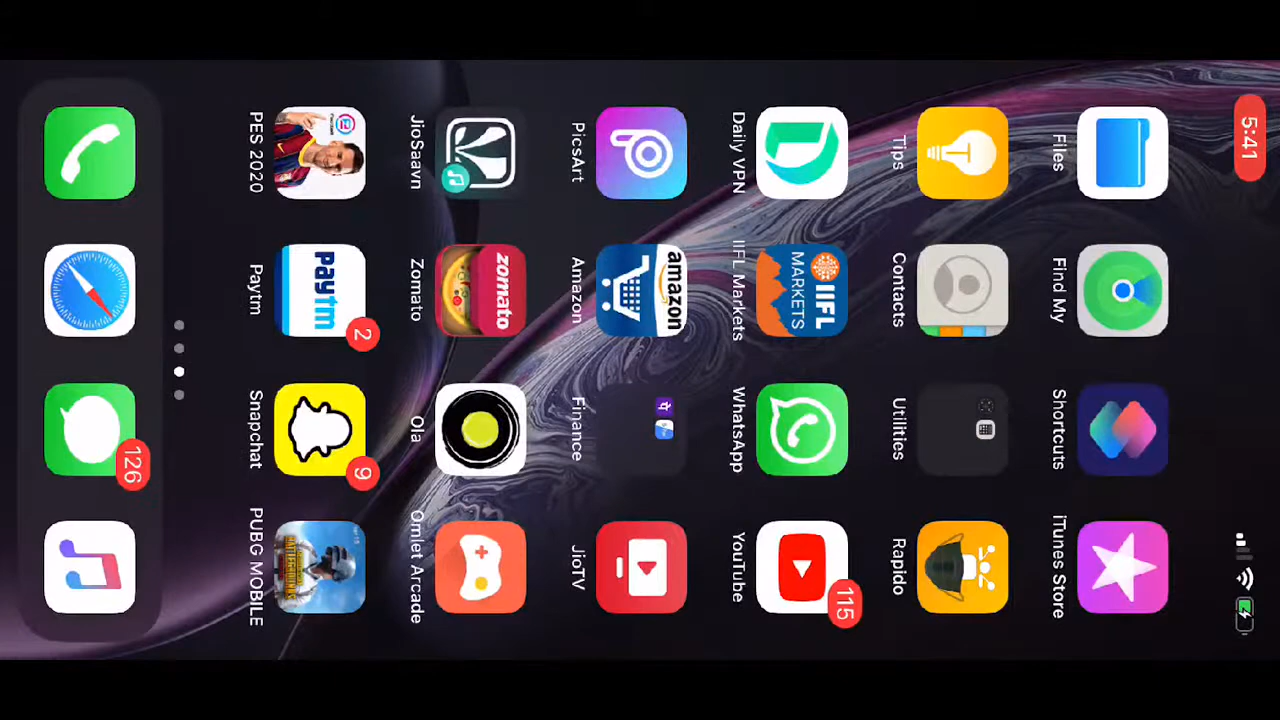 5:41
Files
Find My
Shortcuts
iTunes Store
Tips
Contacts
Utilities
Rapido
IIFL
MARKETS
115
Daily VPN
IIFL Markets
WhatsApp
YouTube
amazon
PicsArt
Amazon
Finance
JioTV
zomato
JioSaavn
Zomato
Ola
Omlet Arcade
paytm
2
9
PES 2020
Paytm
Snapchat
PUBG MOBILE
126